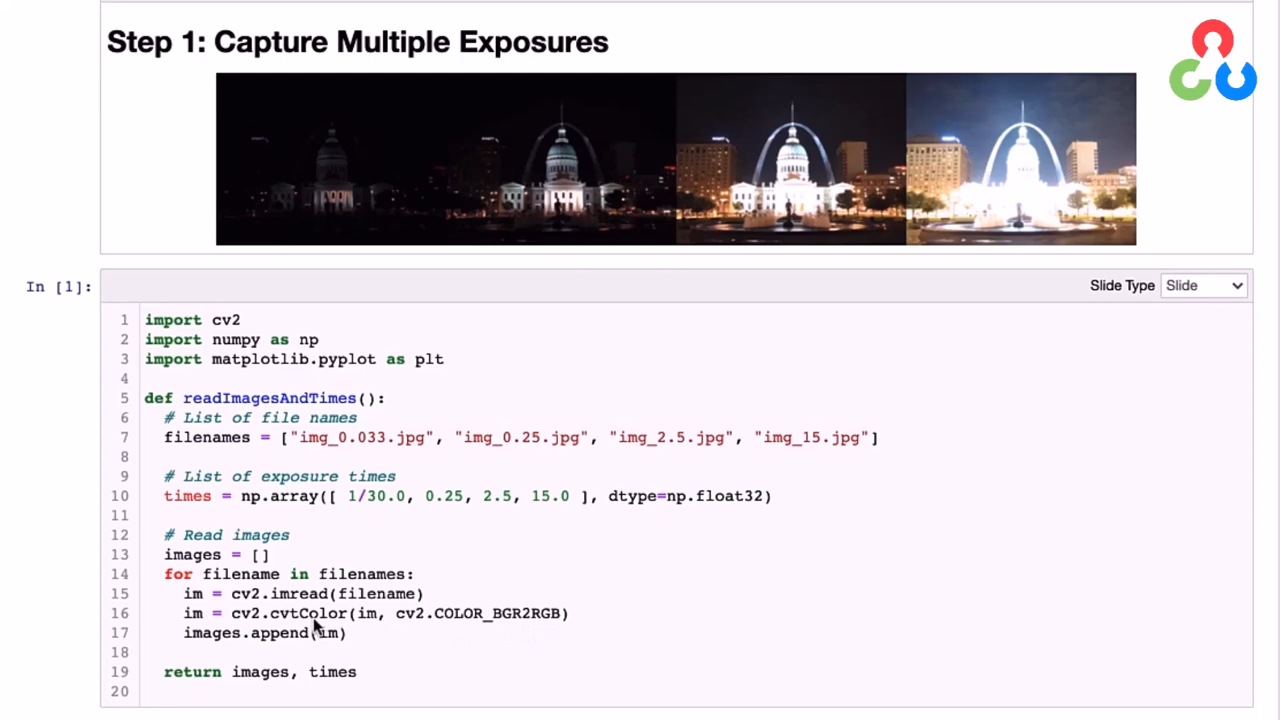 Step 1: Capture Multiple Exposures
In [1]:
Slide Type Slide
1 import cv2
2 import numpy as np
3 import matplotlib.pyplot as plt
4
5 def readImagesAndTimes():
6 # List of file names
7 filenames = ["img_0.033.jpg", "img_0.25.jpg", "img_2.5.jpg", "img_15.jpg"]
8
9 # List of exposure times
10 times = np.array([ 1/30.0, 0.25, 2.5, 15.0 ], dtype=np.float32)
11
12 # Read images
13 images = []
14 for filename in filenames:
15 im = cv2.imread(filename)
16 im = cv2.cvtColor(im, cv2.COLOR_BGR2RGB)
17 images.append(im)
18
19 return images, times
20